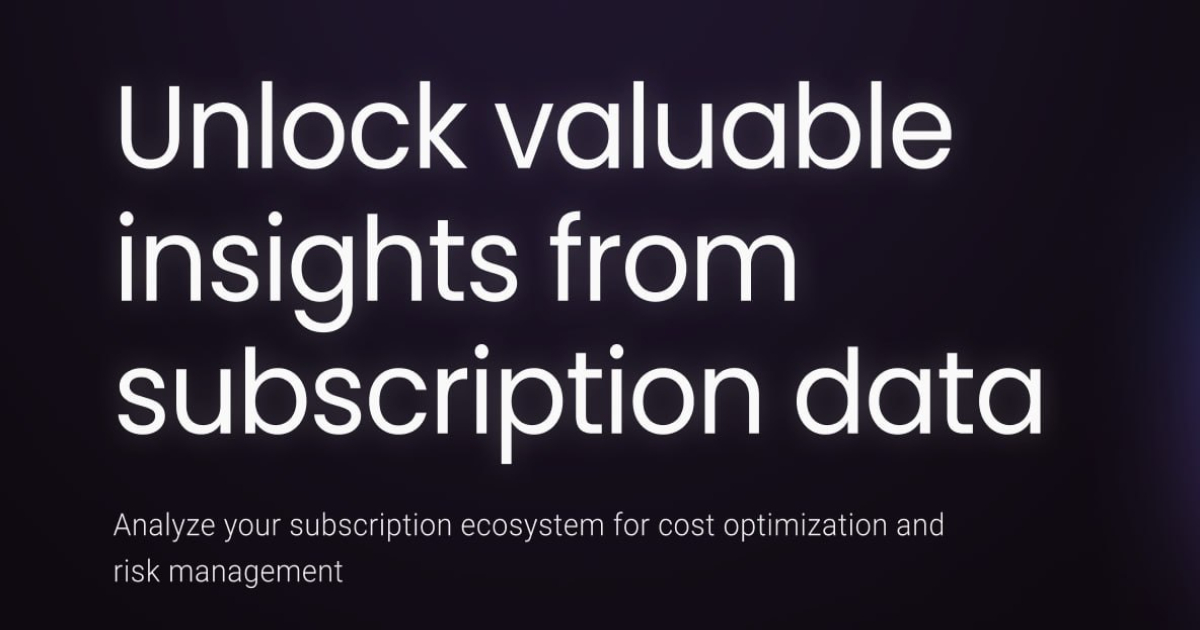 Unlock valuable
insights from
subscription data
Analyze your subscription ecosystem for cost optimization and
risk management